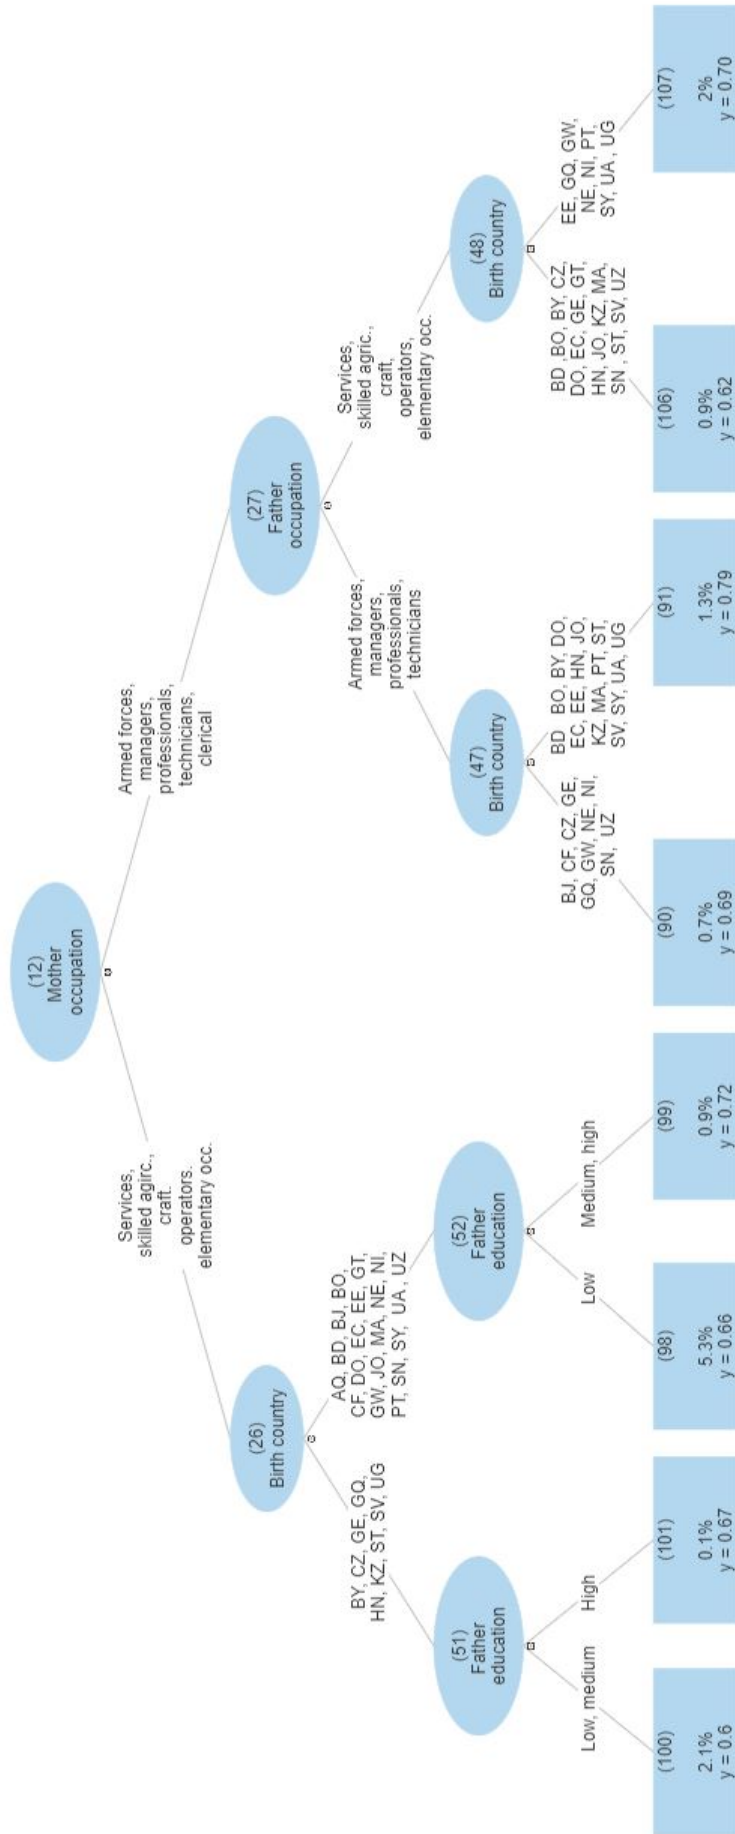 (12)
Mother
occupation
Services,
skilled agirc.,
craft.
operators.
elementary occ.
Armed forces,
managers,
professionals,
technicians,
clerical
(26)
Birth country
(27)
Father
occupation
BY, CZ, GE, GQ,
HN, KZ, ST, SV, UG
AQ, BD, BJ, BO,
CF, DO, EC, EE, GT,
GW, JO, MA, NE, NI,
PT, SN, SY, UA , UZ
Armed forces,
managers,
professionals,
technicians
Services,
skilled agric.,
craft,
operators,
elementary occ.
(51)
Father
education
(52)
Father
education
(47)
Birth country
(48)
Birth country
Low, medium
High
Low
Medium, high
BJ, CF, CZ, GE,
GQ, GW, NE, NI,
SN, UZ
BD , BO, BY, DO,
EC, EE, HN, JO,
KZ, MA, PT, ST,
SV, SY, UA, UG
BD ,BO, BY, CZ,
DO, EC, GE, GT,
HN, JO, KZ, MA,
SN , ST, SV, UZ
EE, GQ, GW,
NE, NI, PT,
SY, UA , UG
(100)
2.1%
y = 0.6
(101)
0.1%
y = 0.67
(98)
5.3%
y = 0.66
(99)
0.9%
y = 0.72
(90)
0.7%
y = 0.69
(91)
1.3%
y = 0.79
(106)
0.9%
y = 0.62
(107)
2%
y = 0.70